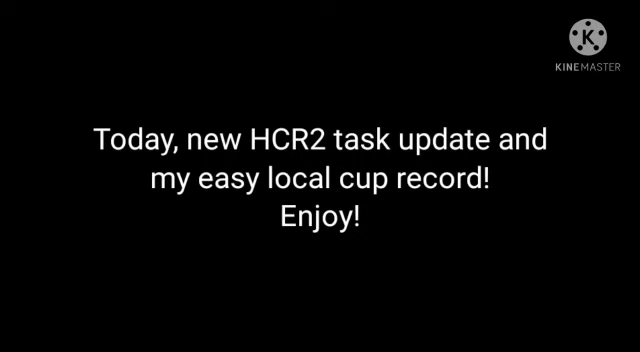 K
KINEMASTER
Today, new HCR2 task update and
my easy local cup record!
Enjoy!